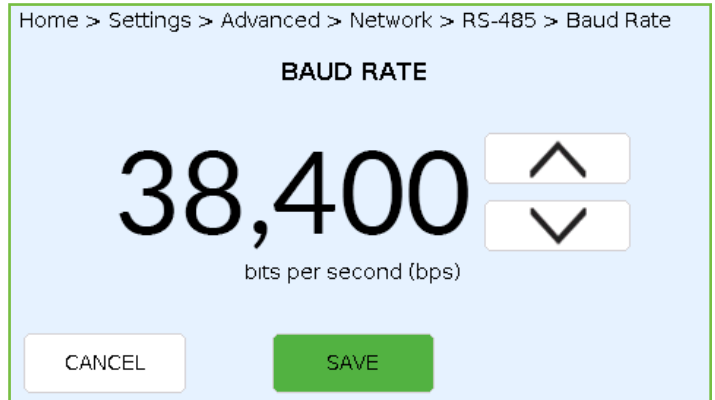 Home > Settings > Advanced > Network > RS-485 > Baud Rate
BAUD RATE
38,400
bits per second (bps)
CANCEL SAVE